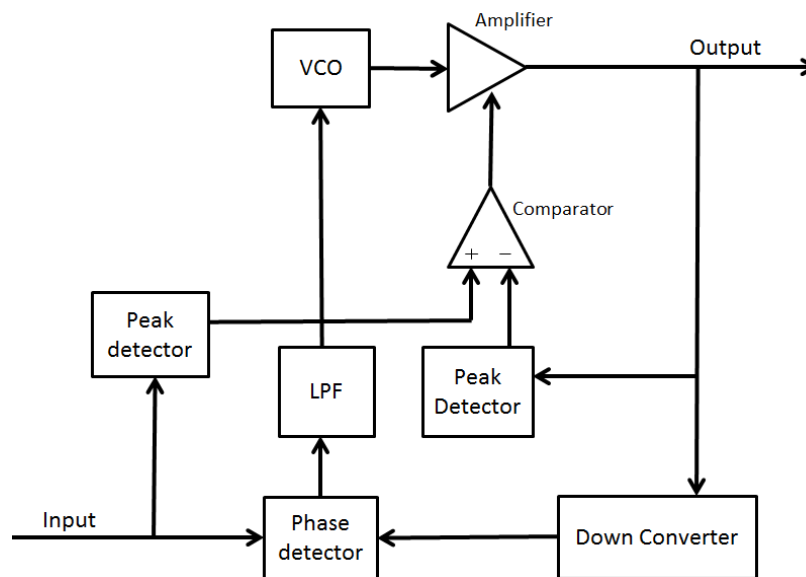 Amplifier
VCO
Output
Comparator
+ −
Peak
detector
LPF
Peak
Detector
Input
Phase
detector
Down Converter